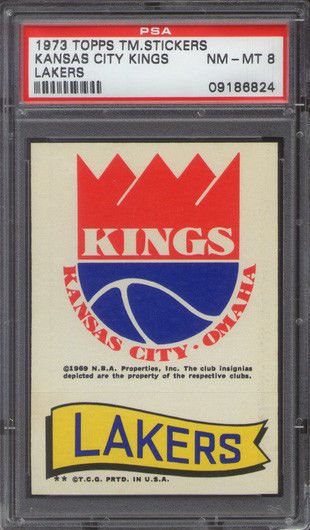 PSA
1973 TOPPS TM.STICKERS
KANSAS CITY KINGS NM-MT 8
LAKERS
09186824
KINGS
KANSAS CITY • OMAHA
©1969 N.B.A. Properties, Inc. The club insignias
depicted are the property of the respective clubs.
LAKERS
** ©T.C.G. PRTD. IN U.S.A.